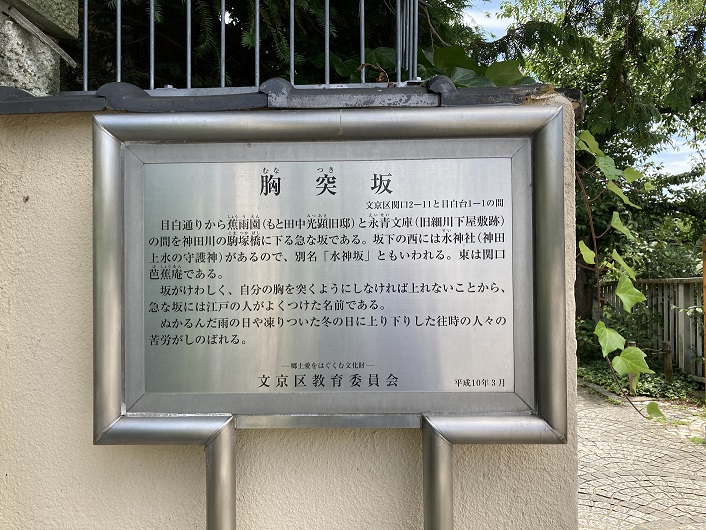 胸突坂
むな つき
文京区関口2-11と目白台1-1の間
目白通りから蕉雨園(もと田中光顕旧邸)と永青文庫(旧細川下屋敷跡)
の間を神田川の駒塚橋に下る急な坂である。坂下の西には水神社(神田
上水の守護神)があるので、別名「水神坂」ともいわれる。東は関口
芭蕉庵である。
坂がけわしく、自分の胸を突くようにしなければ上れないことから、
急な坂には江戸の人がよくつけた名前である。
ぬかるんだ雨の日や凍りついた冬の日に上り下りした往時の人々の
苦労がしのばれる。
―郷土愛をはぐくむ文化財―
文京区教育委員会
平成10年3月